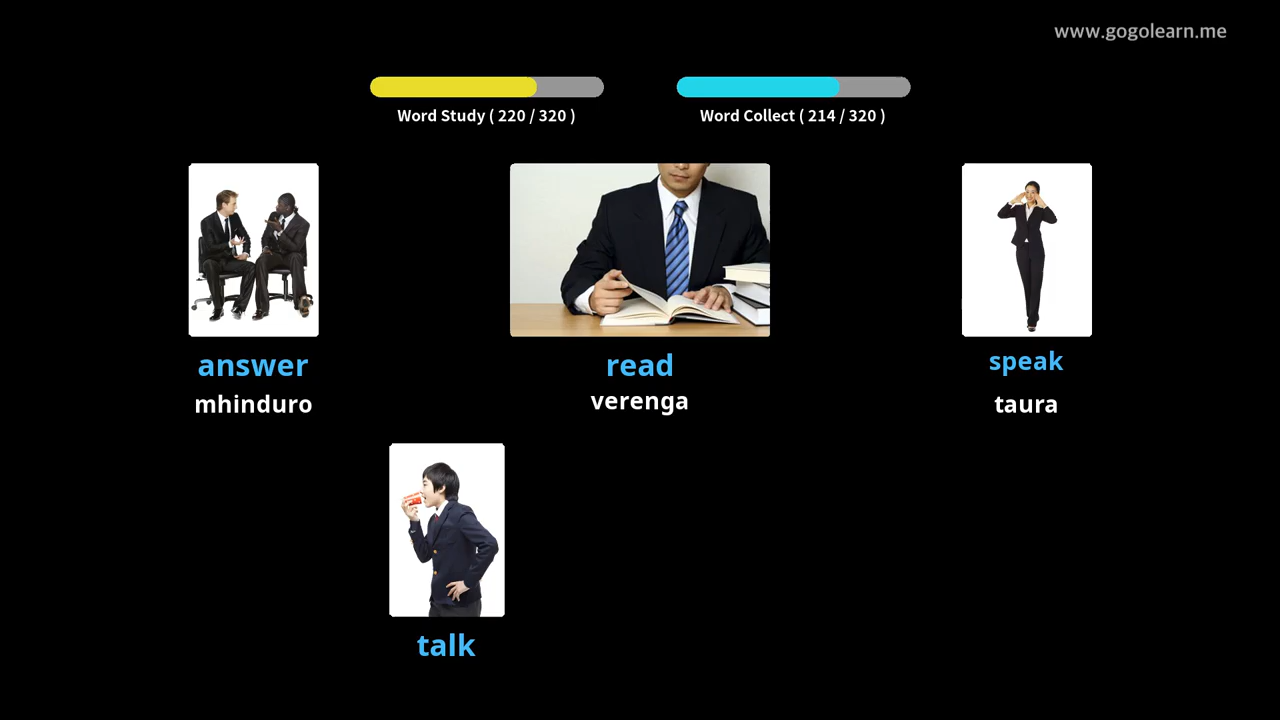 www.gogolearn.me
Word Study ( 220 / 320 )
Word Collect ( 214 / 320 )
answer
mhinduro
read
verenga
speak
taura
talk